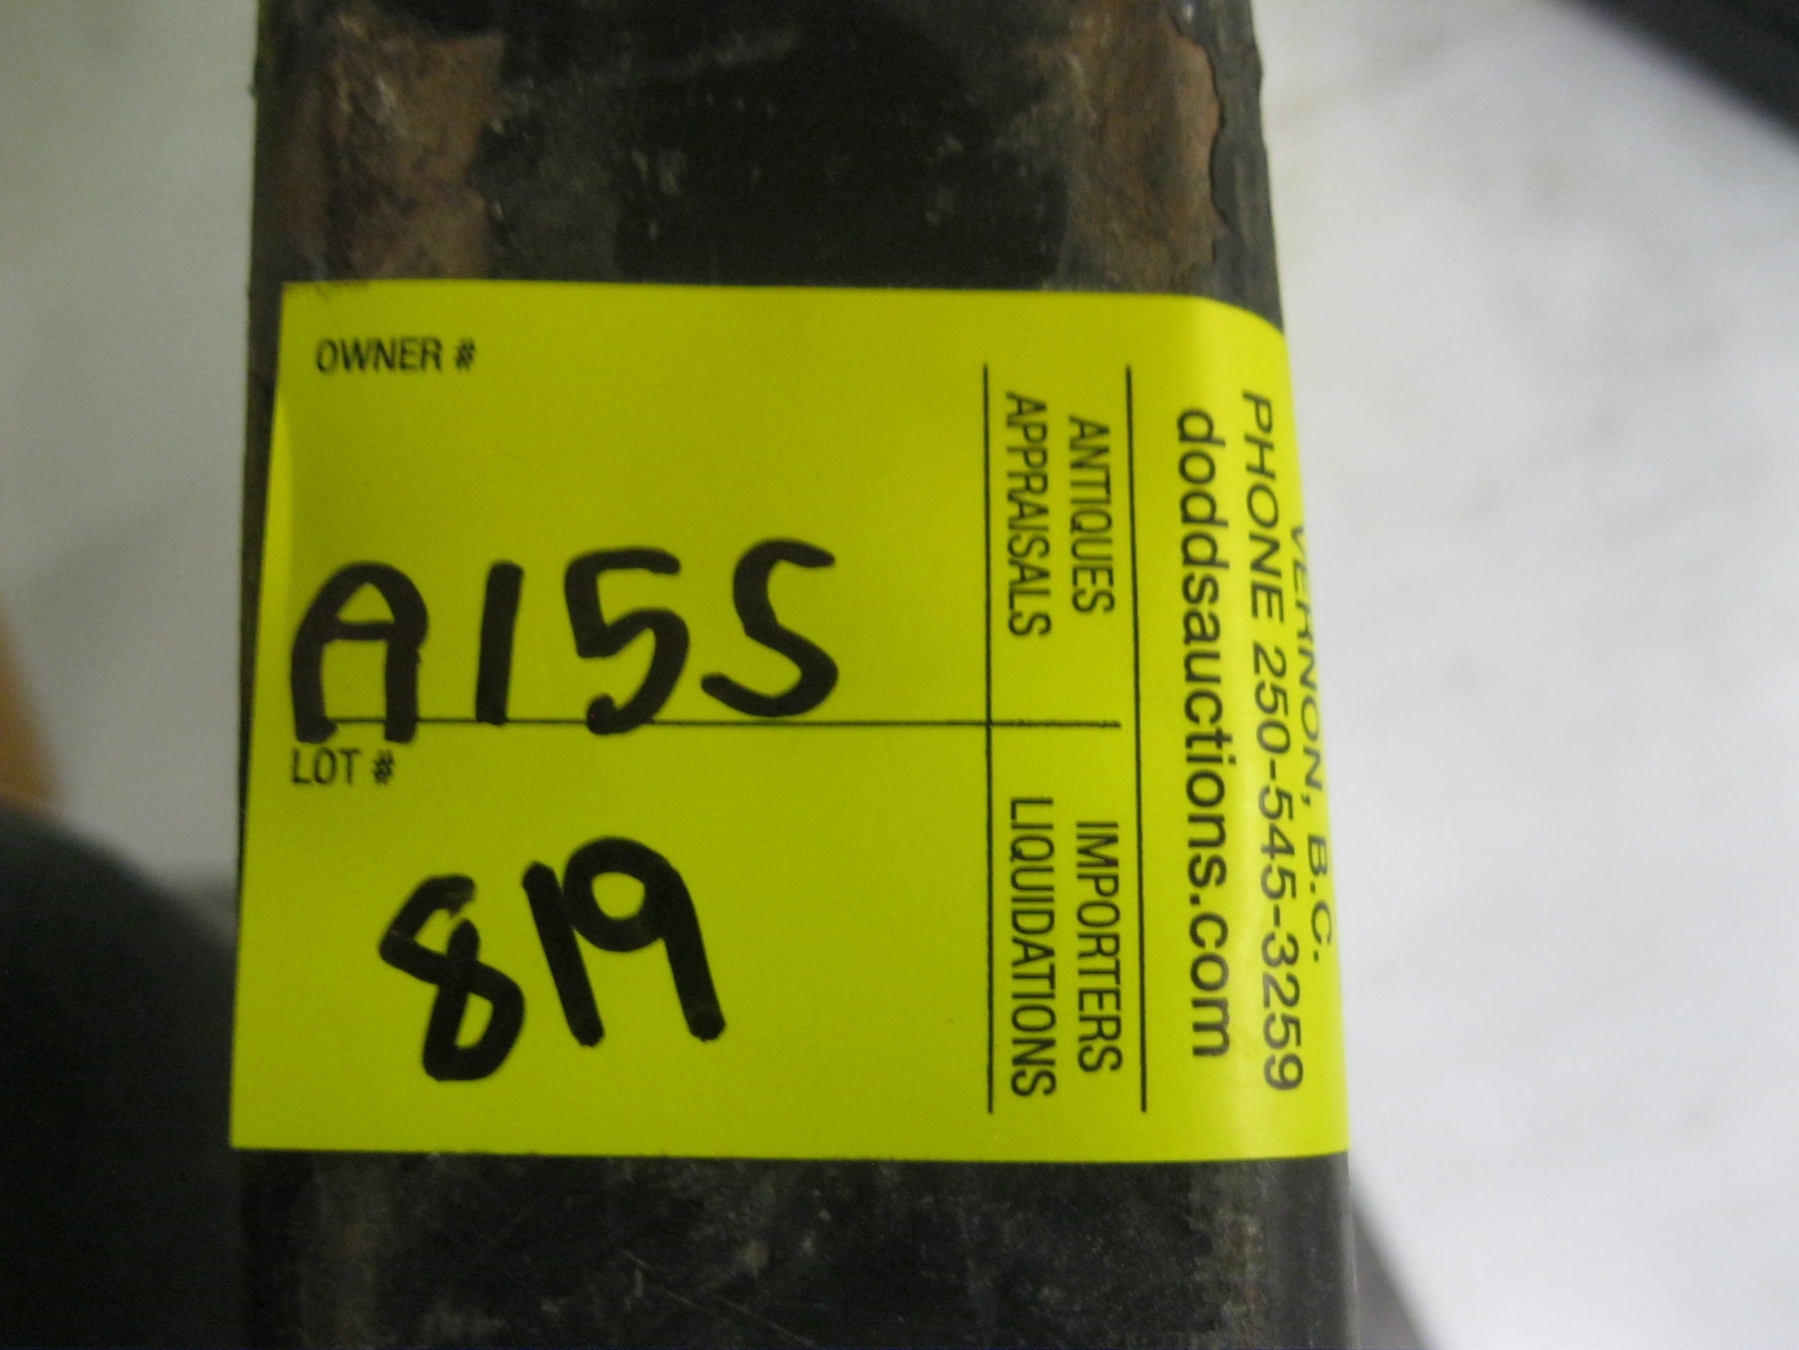 OWNER #
A155
LOT #
819
VERNON, B.C.
PHONE 250-545-3259
doddsauctions.com
ANTIQUES IMPORTERS
APPRAISALS LIQUIDATIONS